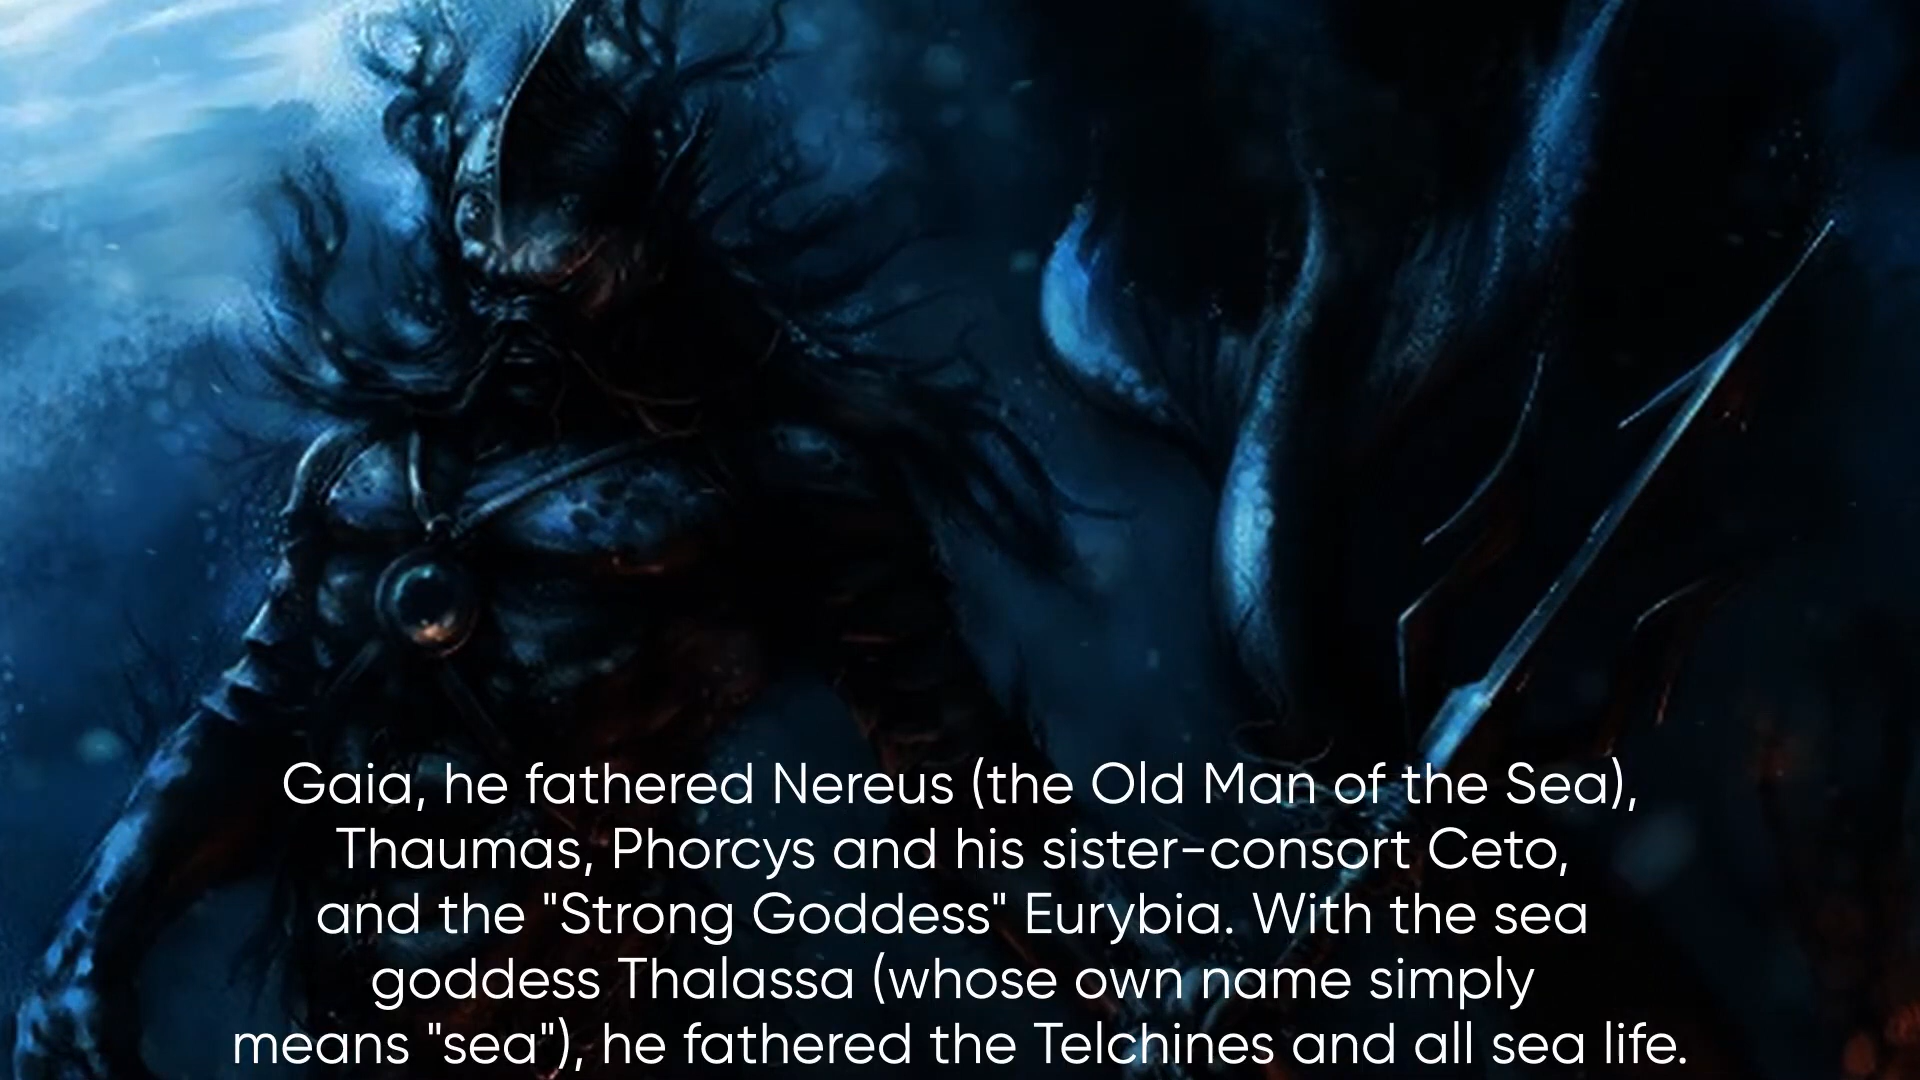 Gaia, he fathered Nereus (the Old Man of the Sea),
Thaumas, Phorcys and his sister-consort Ceto,
and the "Strong Goddess" Eurybia. With the sea
goddess Thalassa (whose own name simply
means "sea"), he fathered the Telchines and all sea life.